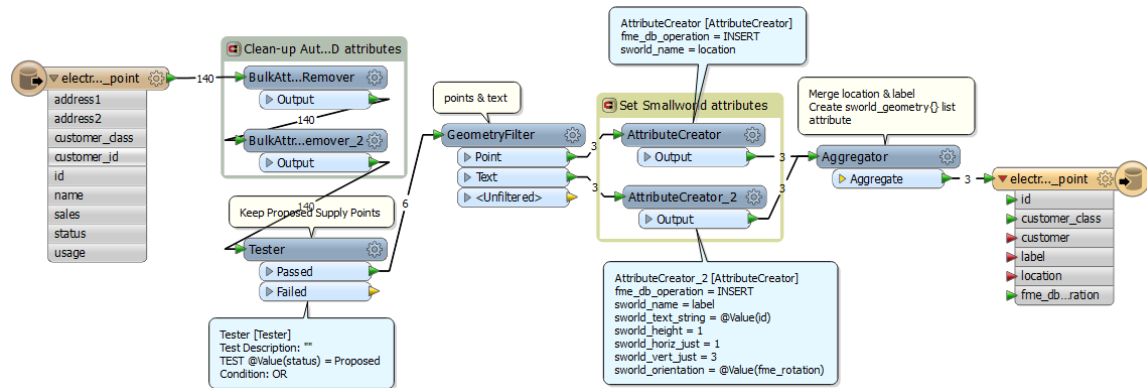 electr..._point
address1
address2
customer_class
customer_id
id
name
sales
status
usage
140
Clean-up Aut...D attributes
BulkAtt...Remover
Output
140
BulkAttr...emover_2
Output
140
Keep Proposed Supply Points
Tester
Passed
Failed
6
Tester [Tester]
Test Description: ""
TEST @Value(status) = Proposed
Condition: OR
points & text
GeometryFilter
Point
Text
<Unfiltered>
3
3
AttributeCreator [AttributeCreator]
fme_db_operation = INSERT
sworld_name = location
Set Smallworld attributes
AttributeCreator
Output
AttributeCreator_2
Output
3
3
AttributeCreator_2 [AttributeCreator]
fme_db_operation = INSERT
sworld_name = label
sworld_text_string = @Value(id)
sworld_height = 1
sworld_horiz_just = 1
sworld_vert_just = 3
sworld_orientation = @Value(fme_rotation)
Merge location & label
Create sworld_geometry{} list
attribute
Aggregator
Aggregate
3
electr..._point
id
customer_class
customer
label
location
fme_db...ration